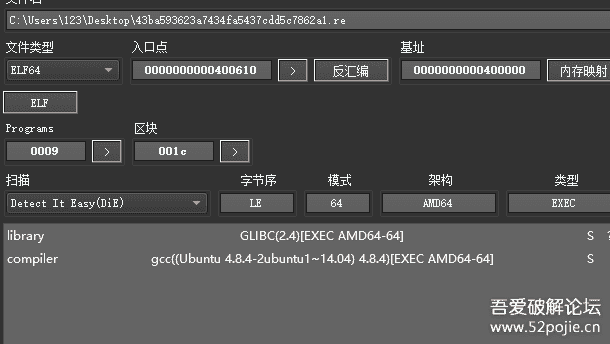 C:\Users\123\Desktop\43ba593623a7434fa5437cdd5c7862a1.re
文件类型 入口点 基址
ELF64 0000000000400610 > 反汇编 0000000000400000 内存映射
ELF
Programs 区块
0009 > 001c >
扫描 字节序 模式 架构 类型
Detect It Easy(DiE) LE 64 AMD64 EXEC
library GLIBC(2.4)[EXEC AMD64-64] S ?
compiler gcc((Ubuntu 4.8.4-2ubuntu1~14.04) 4.8.4)[EXEC AMD64-64] S
吾爱破解论坛
www.52pojie.cn